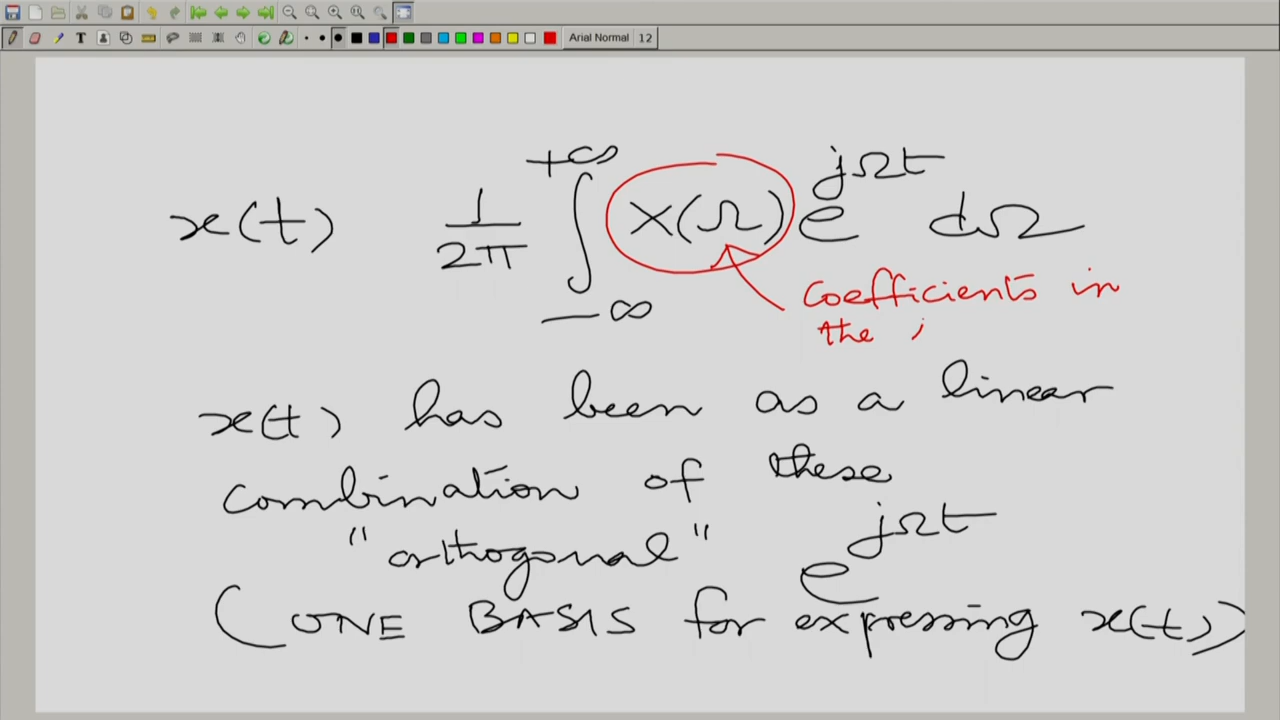 Arial Normal 12
x(t) 1/2π ∫_{-∞}^{+∞} X(Ω) e^{jΩt} dΩ
coefficients in
the
x(t) has been as a linear
combination of these
"orthogonal" e^{jΩt}
(ONE BASIS for expressing x(t))